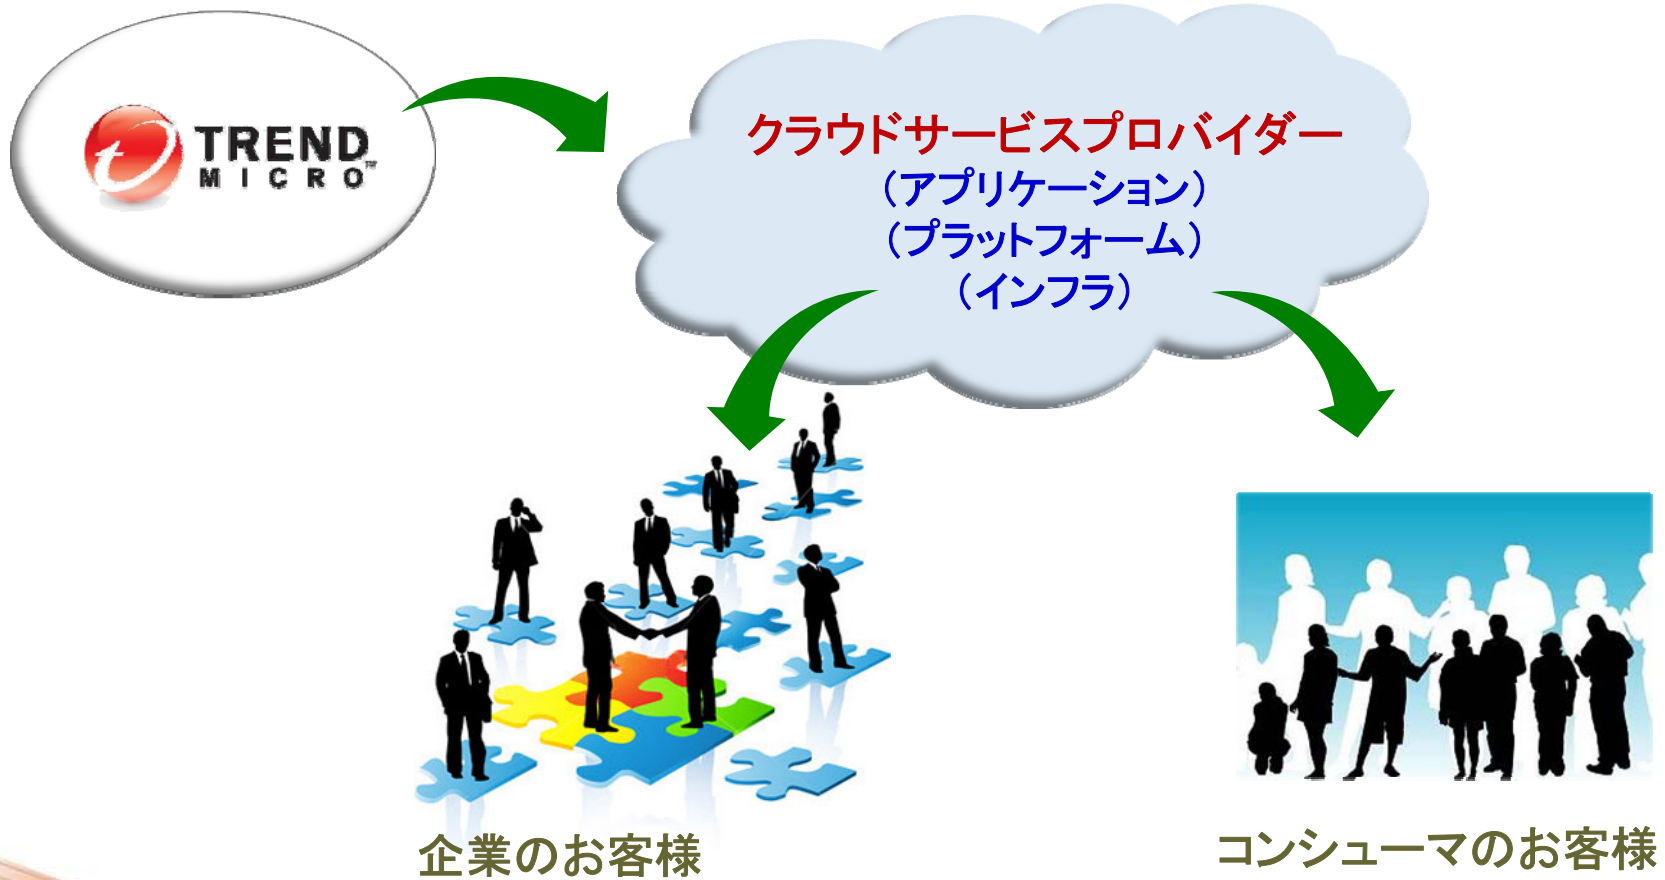 TREND
MICRO™
クラウドサービスプロバイダー
（アプリケーション）
（プラットフォーム）
（インフラ）
企業のお客様
コンシューマのお客様